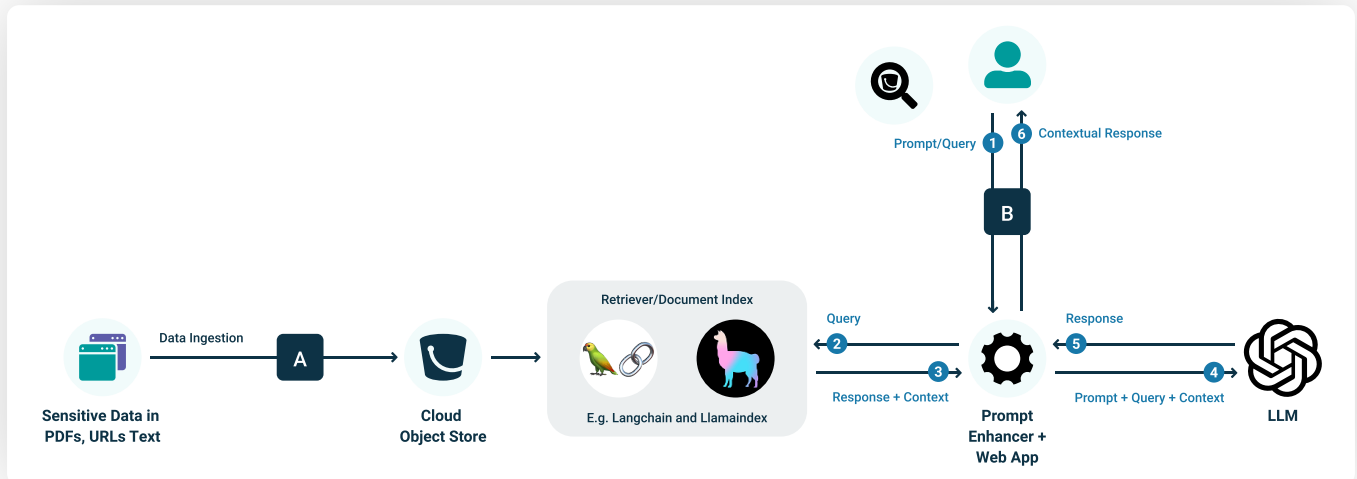 Prompt/Query
1
6
Contextual Response
B
Retriever/Document Index
E.g. Langchain and Llamaindex
Data Ingestion
A
Sensitive Data in
PDFs, URLs Text
Cloud
Object Store
Query
2
3
Response + Context
Response
5
4
Prompt + Query + Context
Prompt
Enhancer +
Web App
LLM